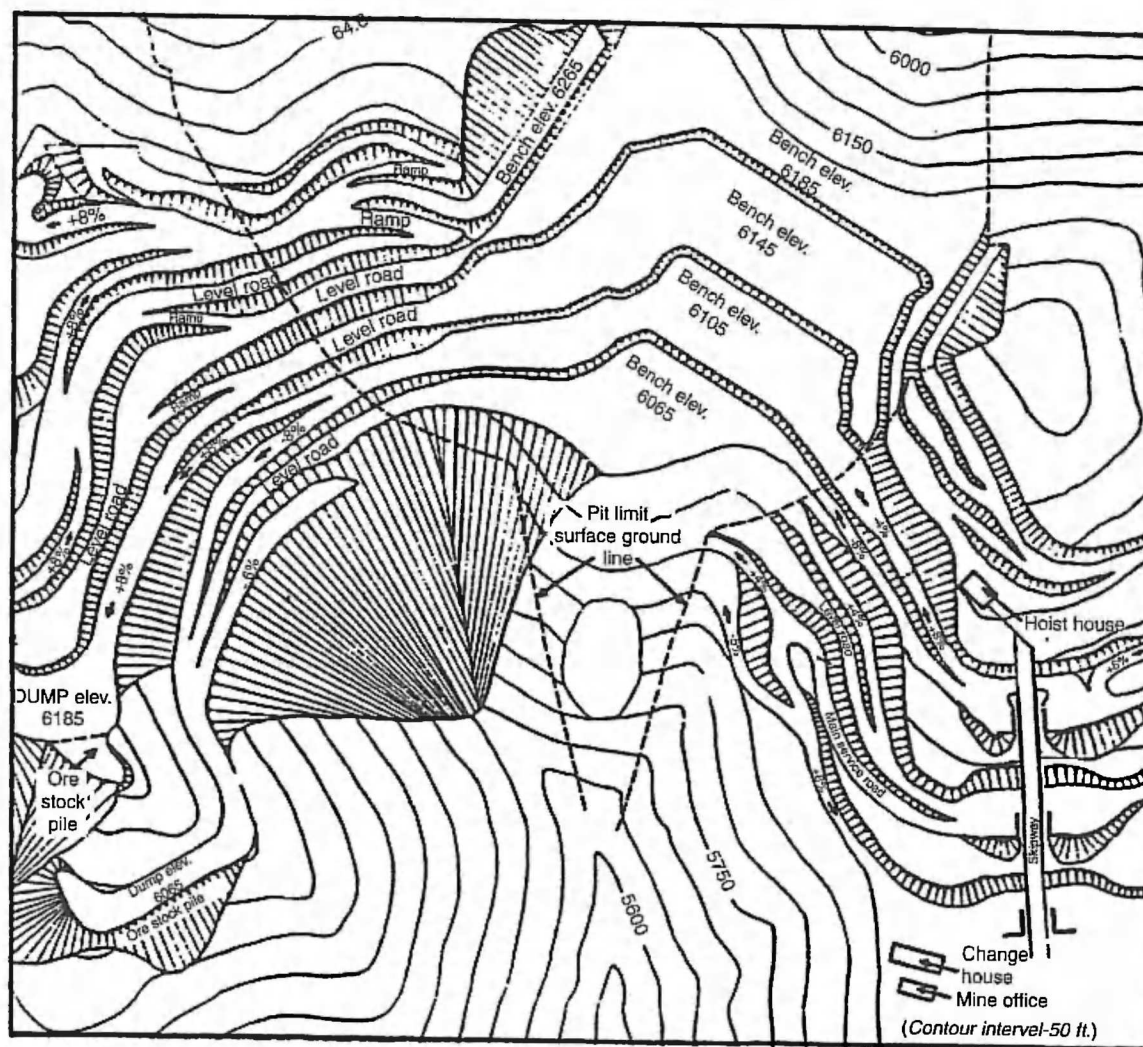 6000
6150
Bench elev. 6265
Bench elev.
6185
Bench elev.
6145
Bench elev.
6105
Bench elev.
6065
Ramp
Ramp
+8%
Level road
Level road
Level road
Ramp
Ramp
Level road
+8%
+8%
Pit limit
surface ground
line
-8%
+4%
Level road
Main service road
Hoist house
Skipway
DUMP elev.
6185
Ore
stock
pile
Dump elev.
6065
Ore stock pile
5600
5750
Change
house
Mine office
(Contour intervel-50 ft.)